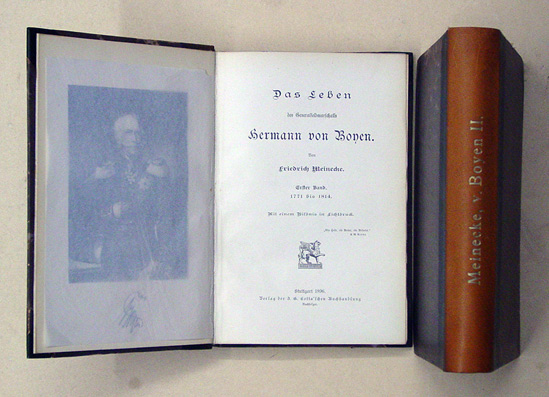 Das Leben
des Generalfeldmarschalls
Hermann von Boyen.
Von
Friedrich Meinecke.
Erster Band.
1771 bis 1814.
Mit einem Bildnis in Lichtdruck.
Stuttgart 1896.
Verlag der J. G. Cotta'schen Buchhandlung
Nachfolger.
Meinecke, v. Boyen II.